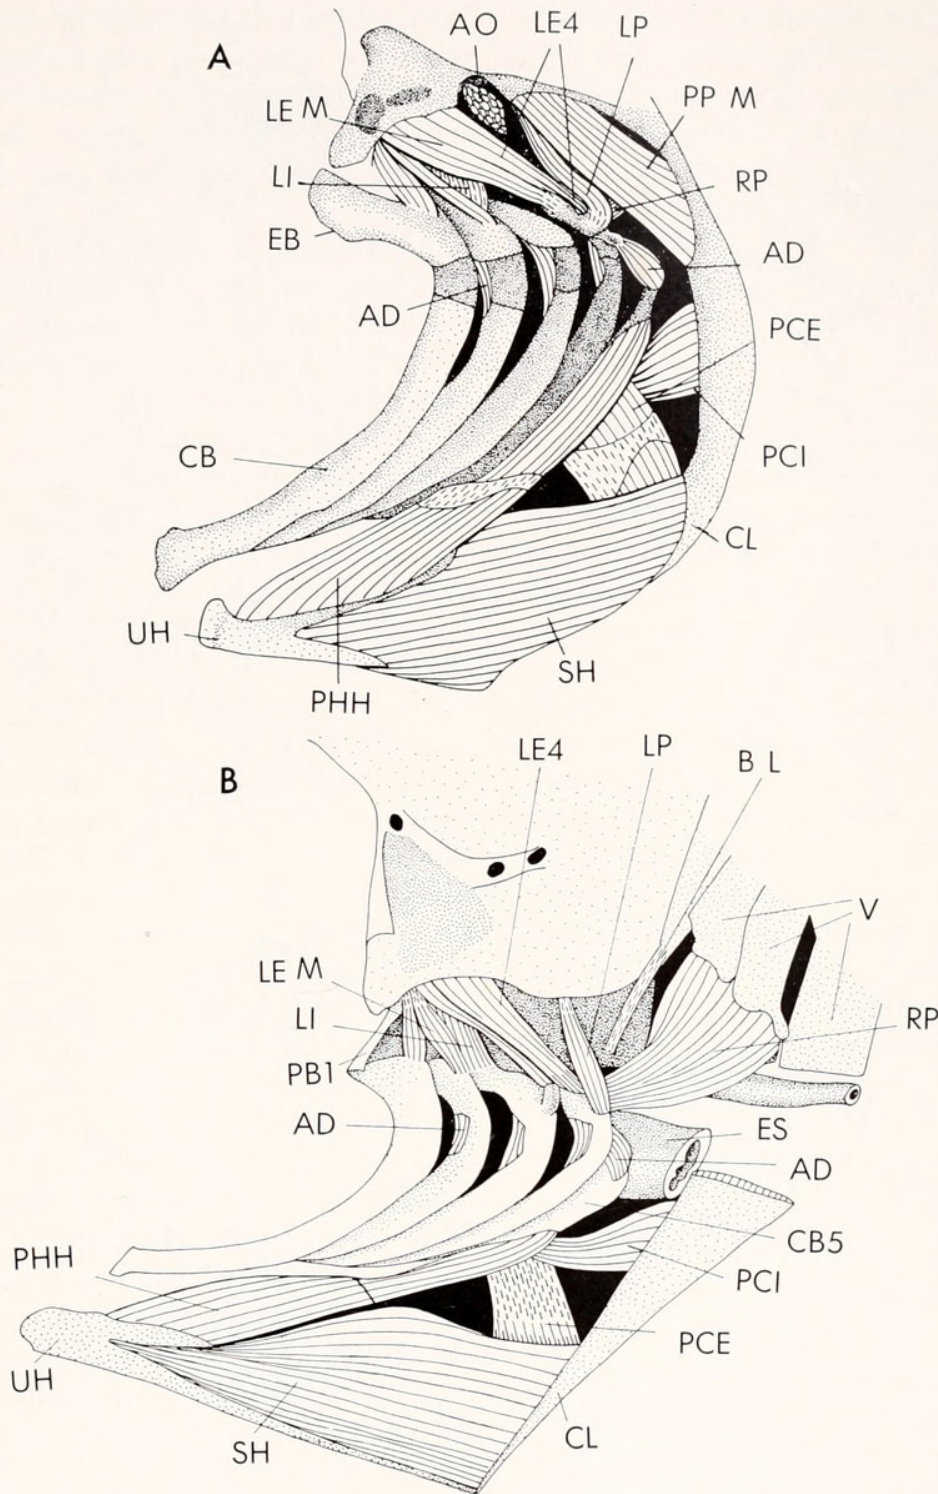 A
AO
LE4
LP
LE M
PP M
LI
RP
EB
AD
AD
PCE
CB
PCI
CL
UH
SH
PHH
B
LE4
LP
B L
V
LE M
LI
RP
PB1
AD
ES
AD
CB5
PHH
PCI
PCE
UH
CL
SH